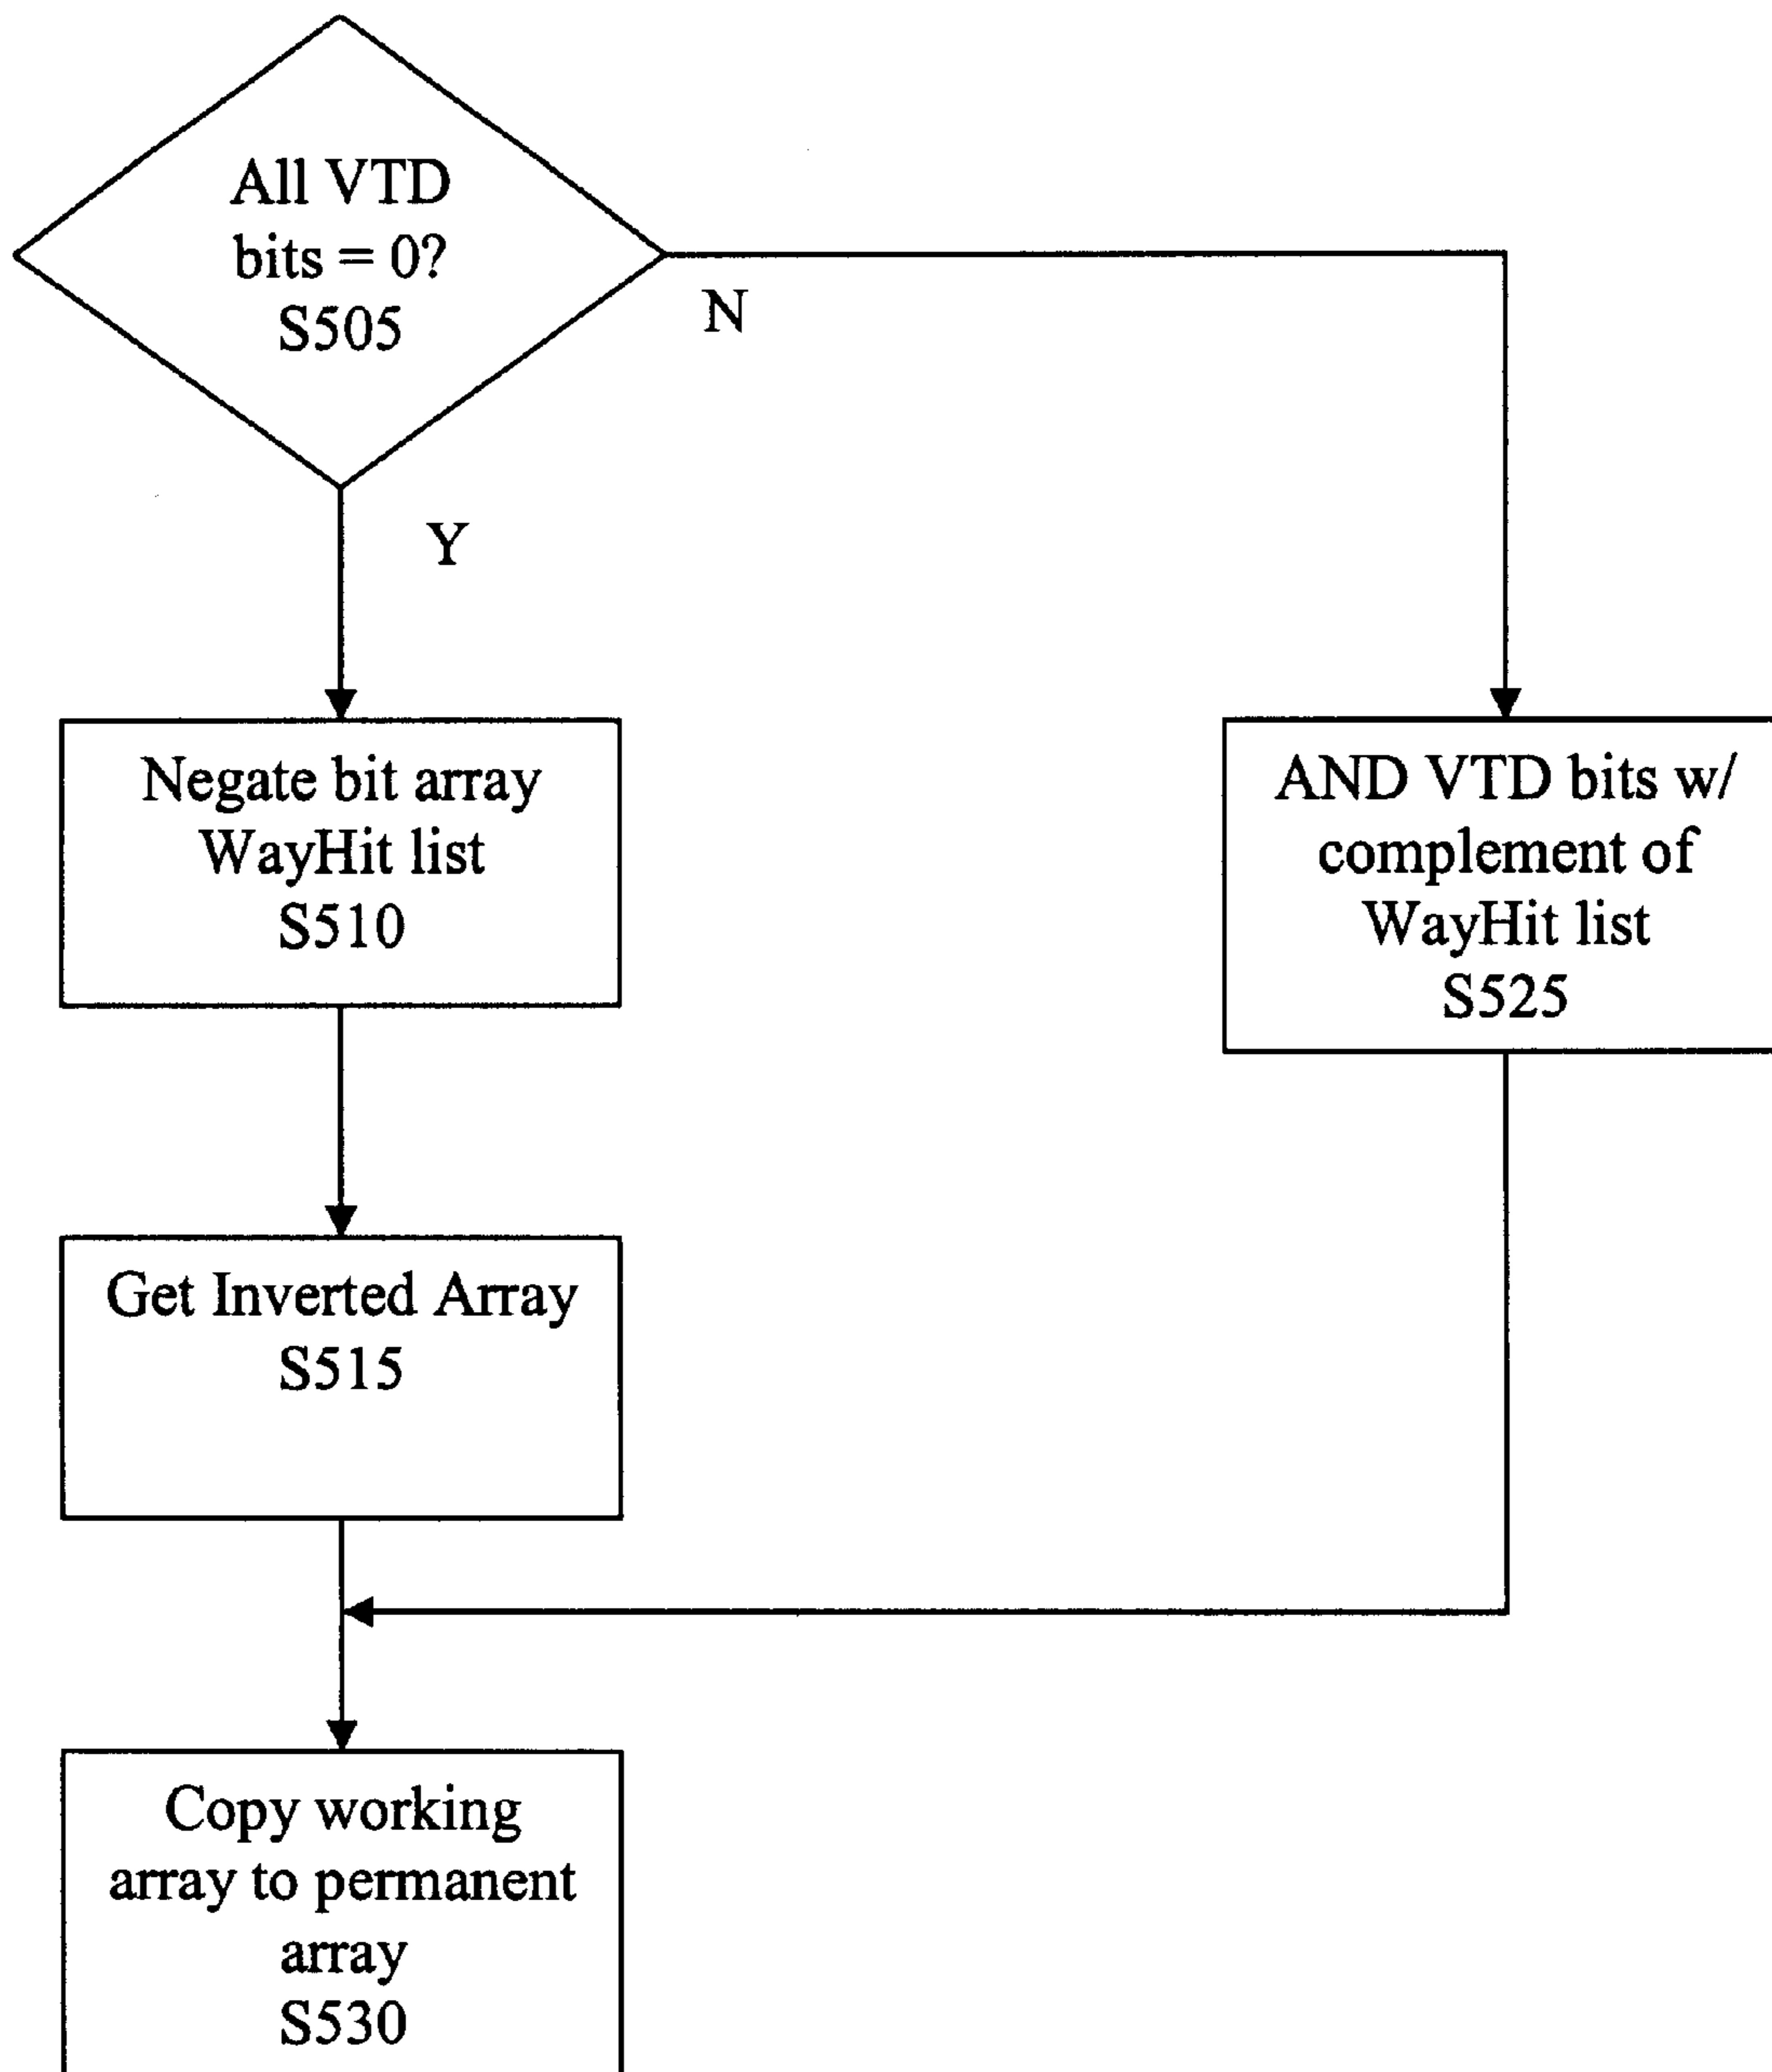 All VTD
bits = 0?
S505
N
Y
Negate bit array
WayHit list
S510
AND VTD bits w/
complement of
WayHit list
S525
Get Inverted Array
S515
Copy working
array to permanent
array
S530